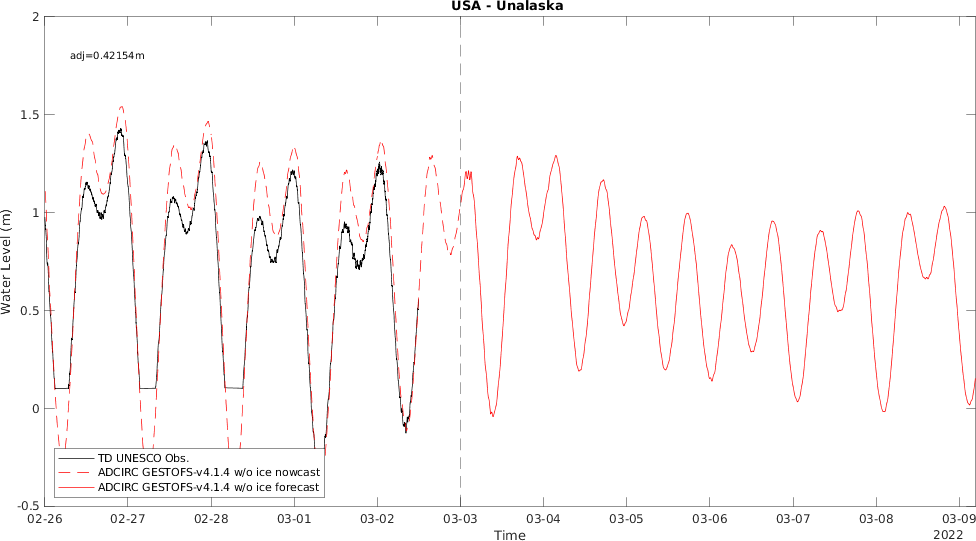 USA - Unalaska
2
adj=0.42154m
1.5
1
0.5
0
-0.5
Water Level (m)
TD UNESCO Obs.
ADCIRC GESTOFS-v4.1.4 w/o ice nowcast
ADCIRC GESTOFS-v4.1.4 w/o ice forecast
02-26 02-27 02-28 03-01 03-02 03-03 03-04 03-05 03-06 03-07 03-08 03-09
Time
2022